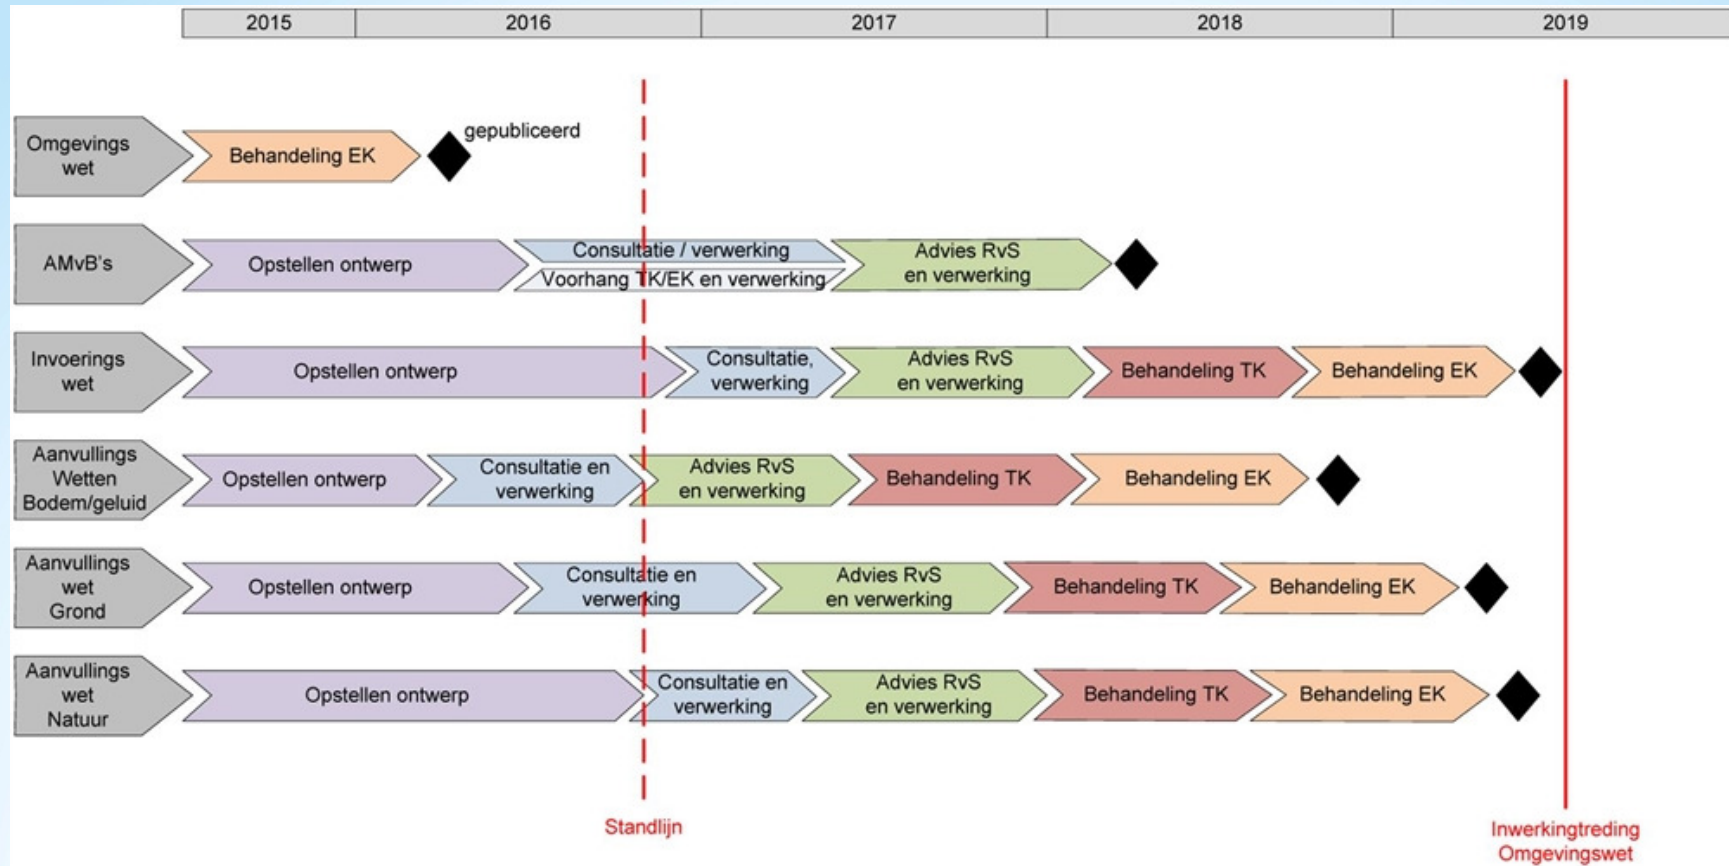 2015 2016 2017 2018 2019
gepubliceerd
Omgevings
wet
Behandeling EK
AMvB's
Opstellen ontwerp
Consultatie / verwerking
Voorhang TK/EK en verwerking
Advies RvS
en verwerking
Invoerings
wet
Opstellen ontwerp
Consultatie,
verwerking
Advies RvS
en verwerking
Behandeling TK
Behandeling EK
Aanvullings
Wetten
Bodem/geluid
Opstellen ontwerp
Consultatie en
verwerking
Advies RvS
en verwerking
Behandeling TK
Behandeling EK
Aanvullings
wet
Grond
Opstellen ontwerp
Consultatie en
verwerking
Advies RvS
en verwerking
Behandeling TK
Behandeling EK
Aanvullings
wet
Natuur
Opstellen ontwerp
Consultatie en
verwerking
Advies RvS
en verwerking
Behandeling TK
Behandeling EK
Standlijn
Inwerkingtreding
Omgevingswet